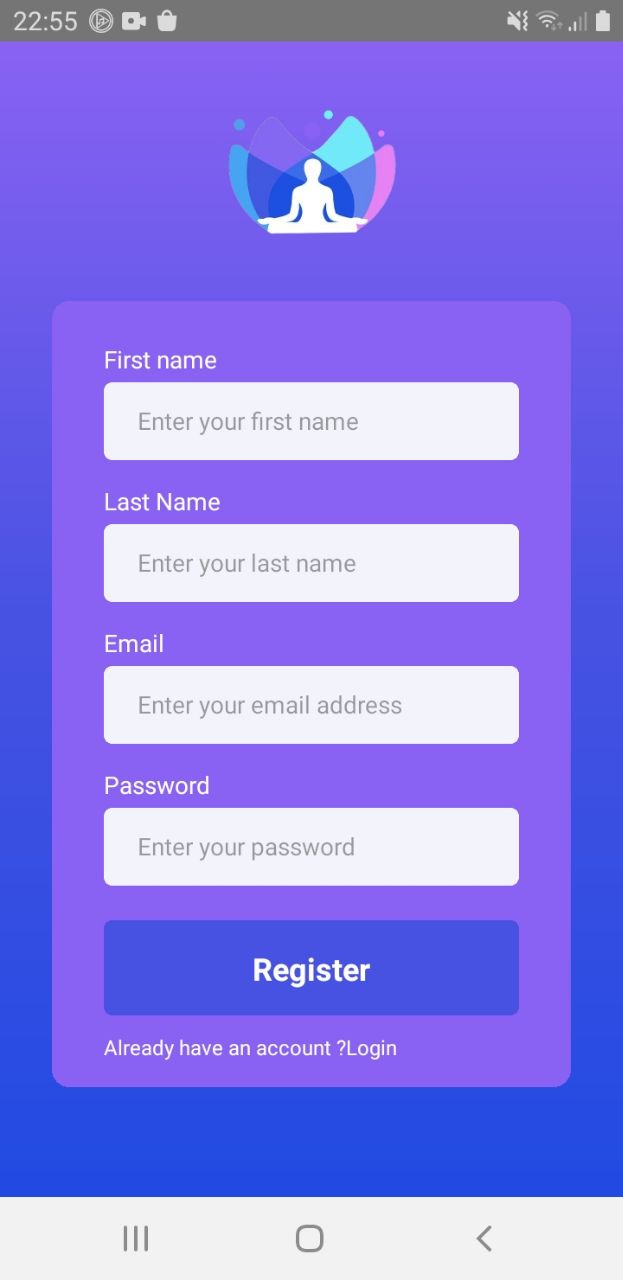 22:55
First name
Enter your first name
Last Name
Enter your last name
Email
Enter your email address
Password
Enter your password
Register
Already have an account ?Login